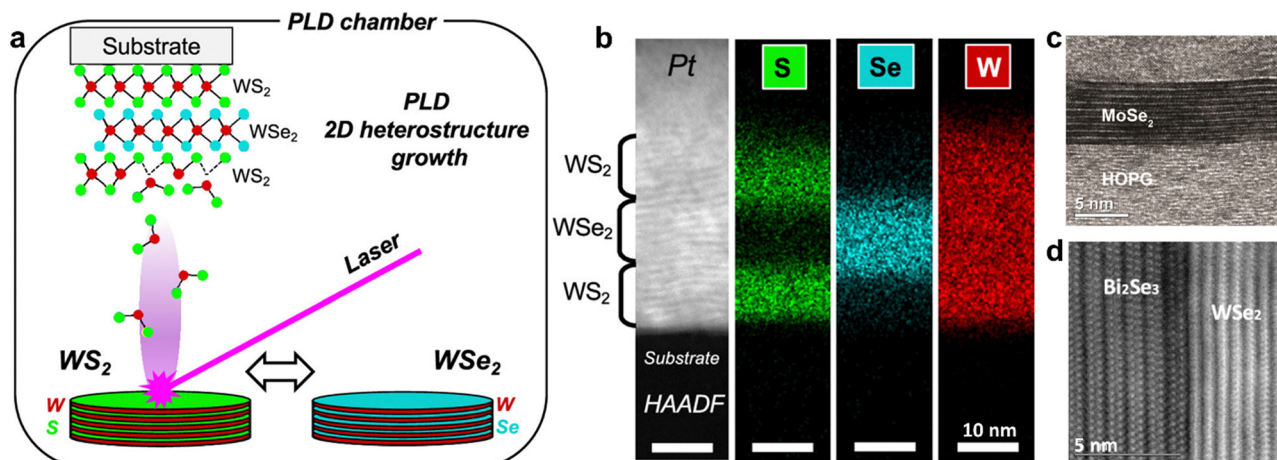 a
PLD chamber
Substrate
WS₂
WSe₂
WS₂
PLD
2D heterostructure
growth
Laser
WS₂
WSe₂
W
S
W
Se
b
Pt
S
Se
W
WS₂
WSe₂
WS₂
Substrate
HAADF
10 nm
c
MoSe₂
HOPG
5 nm
d
Bi₂Se₃
WSe₂
5 nm